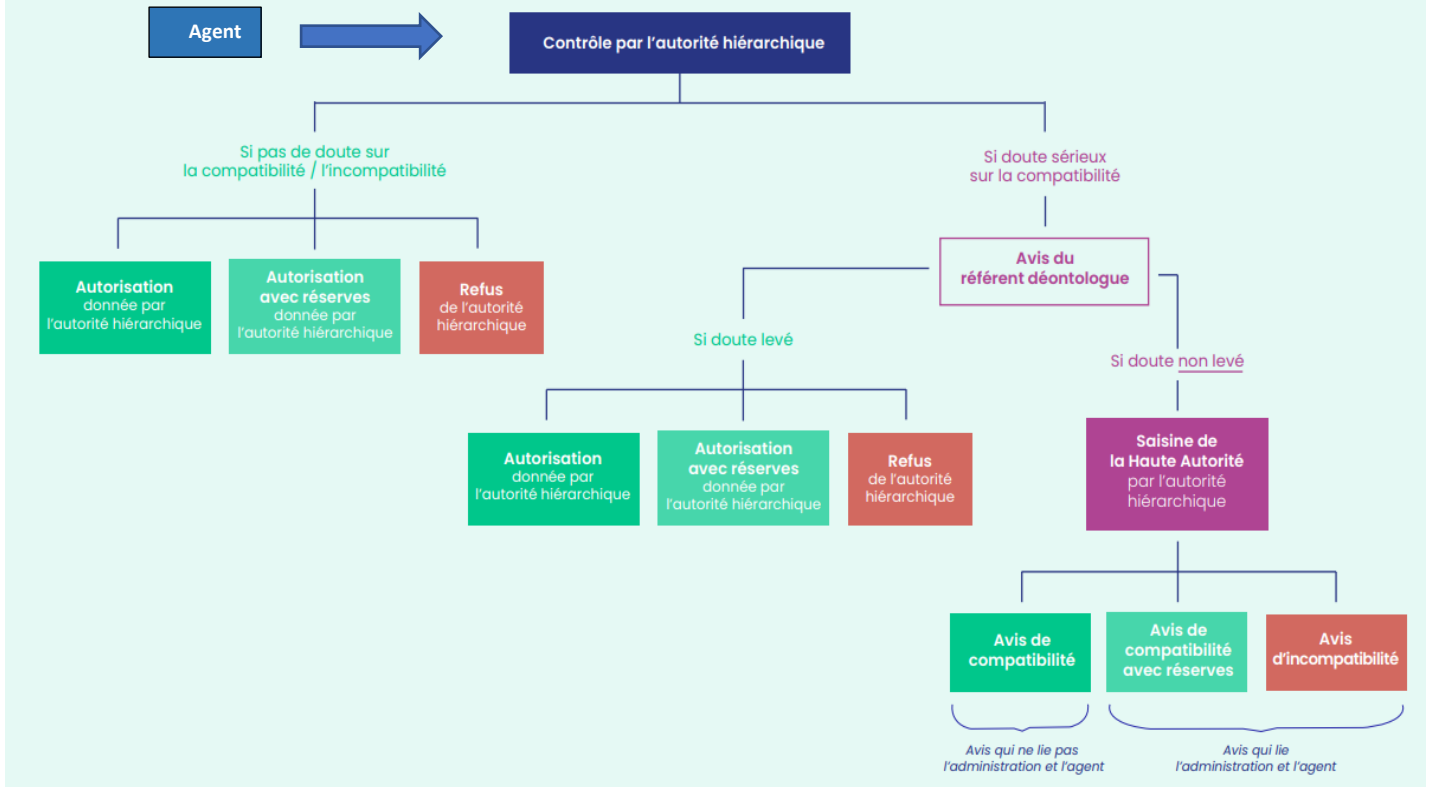 Agent
Contrôle par l'autorité hiérarchique
Si pas de doute sur
la compatibilité / l'incompatibilité
Si doute sérieux
sur la compatibilité
Autorisation
donnée par
l'autorité hiérarchique
Autorisation
avec réserves
donnée par
l'autorité hiérarchique
Refus
de l'autorité
hiérarchique
Avis du
référent déontologue
Si doute levé
Si doute non levé
Autorisation
donnée par
l'autorité hiérarchique
Autorisation
avec réserves
donnée par
l'autorité hiérarchique
Refus
de l'autorité
hiérarchique
Saisine de
la Haute Autorité
par l'autorité
hiérarchique
Avis de
compatibilité
Avis de
compatibilité
avec réserves
Avis
d'incompatibilité
Avis qui ne lie pas
l'administration et l'agent
Avis qui lie
l'administration et l'agent